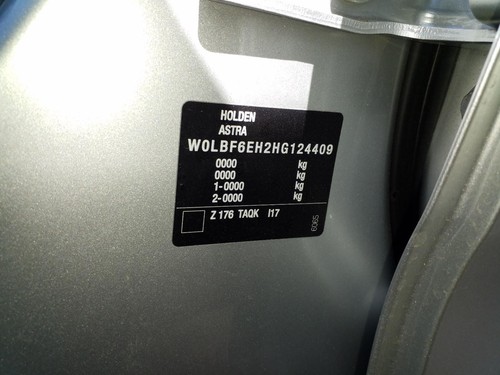 HOLDEN
ASTRA
W0LBF6EH2HG124409
0000 kg
0000 kg
1-0000 kg
2-0000 kg
Z 176 TAQK I17
6065